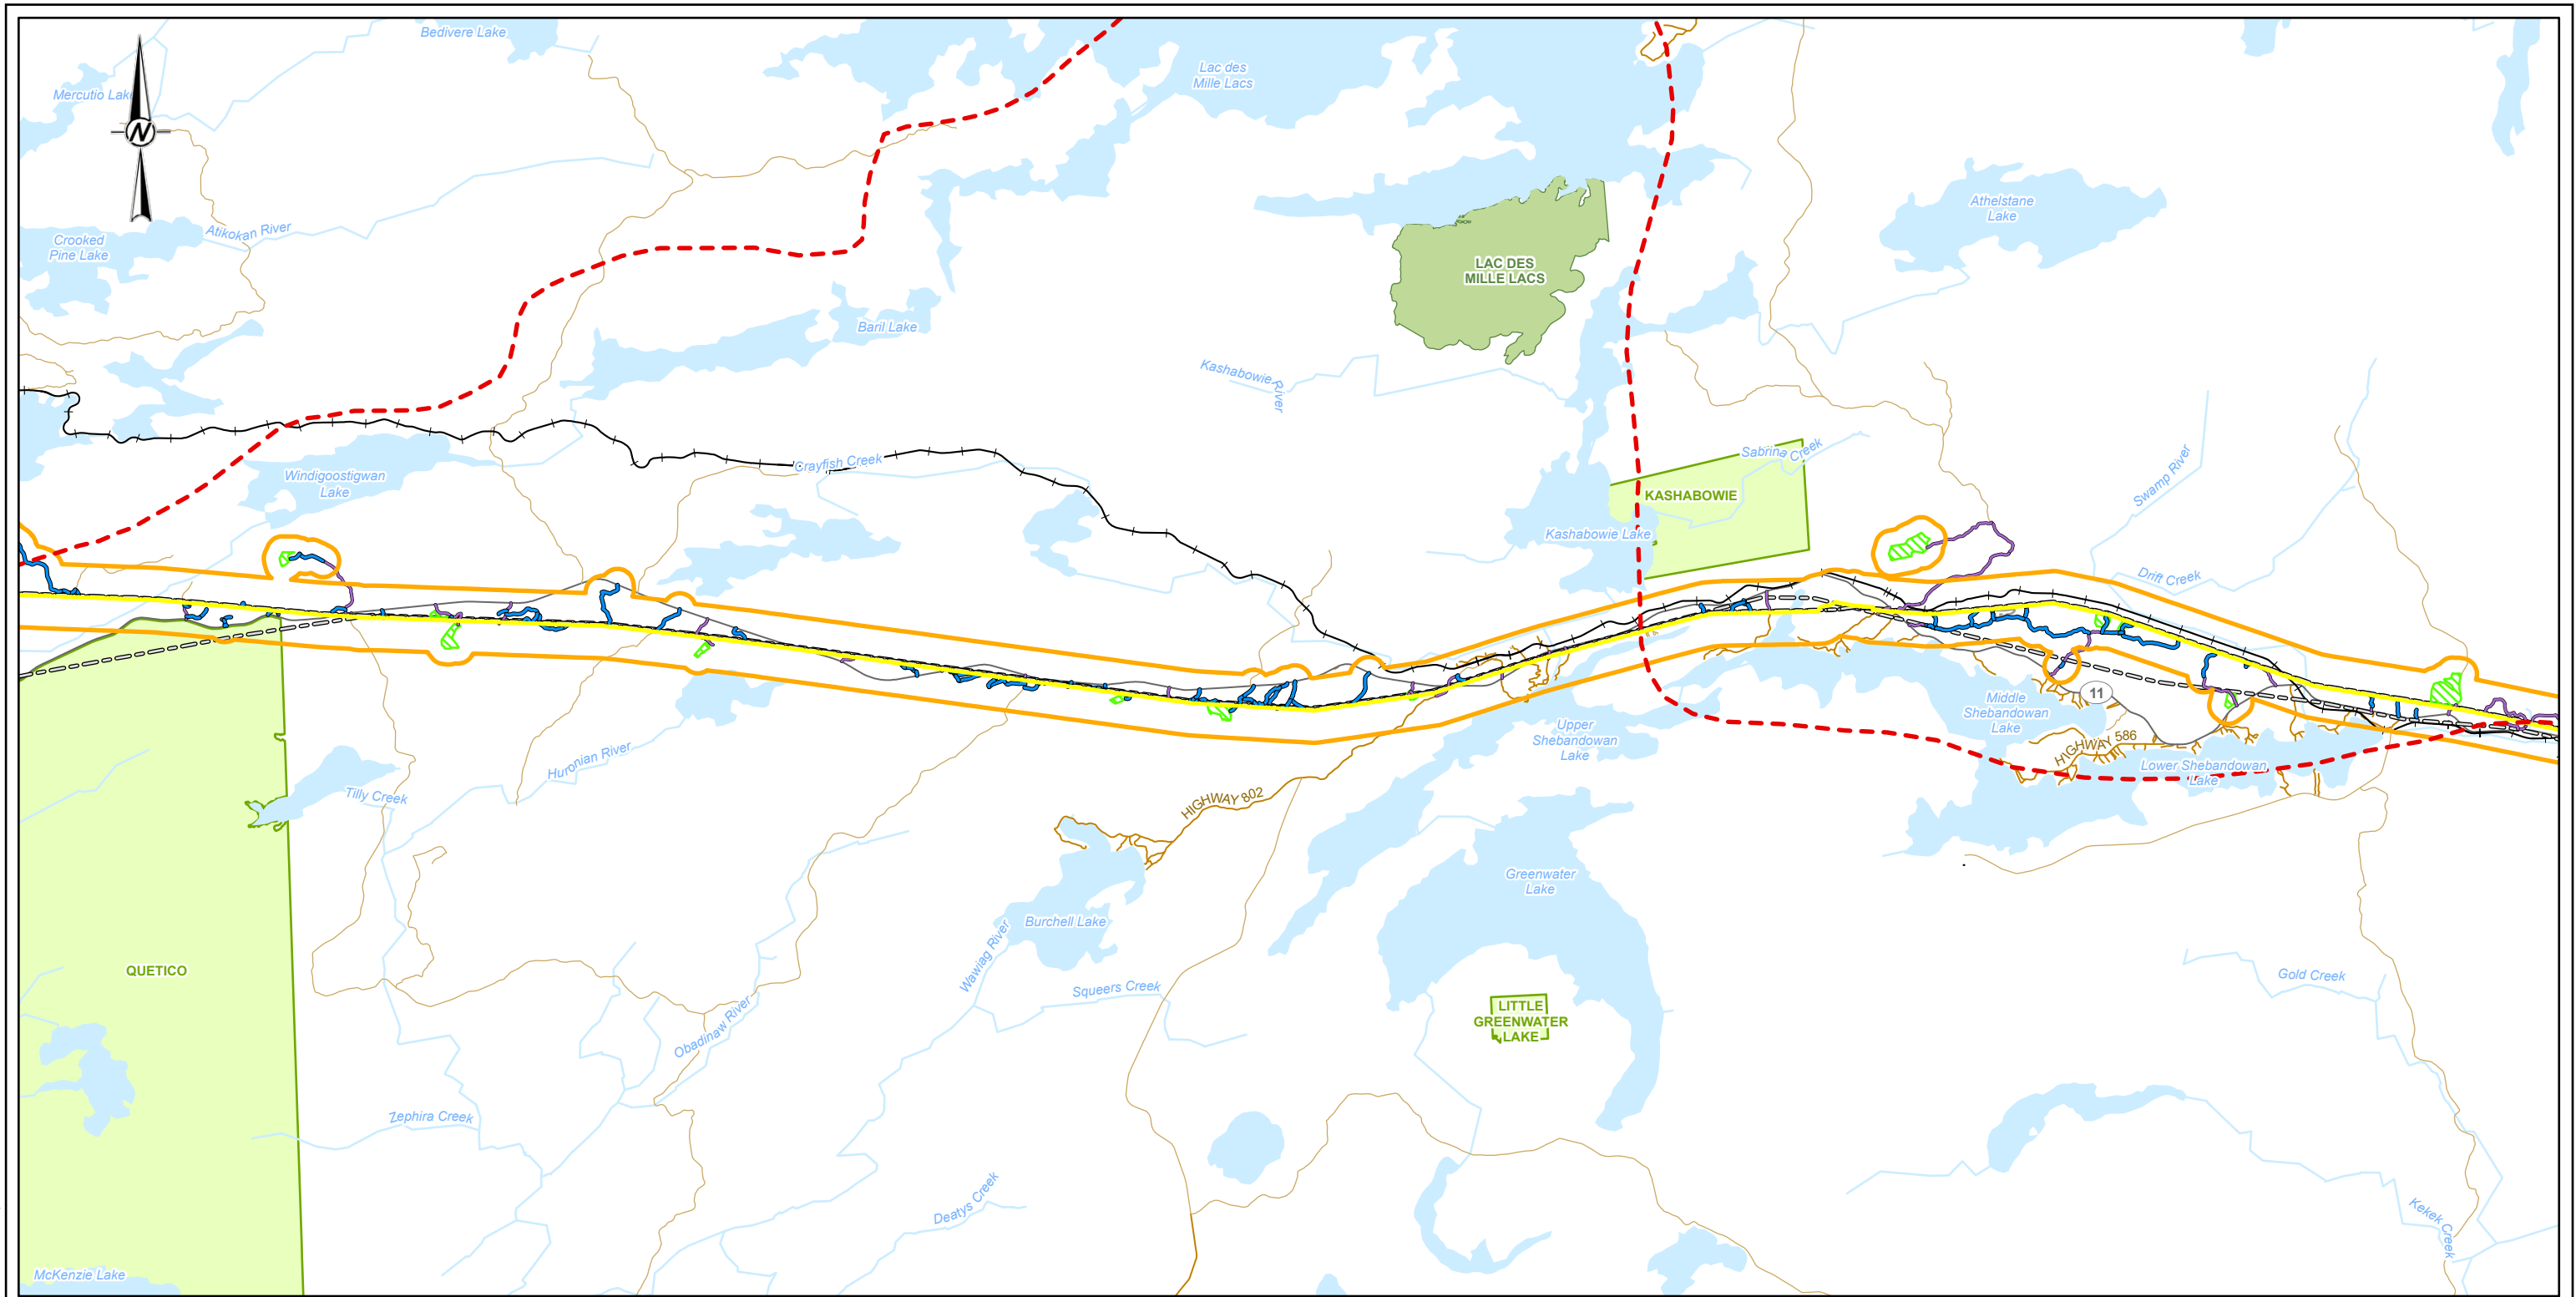 Bedivere Lake
Lac des
Mille Lacs
Mercutio Lake
N
Atikokan River
Crooked
Pine Lake
Athelstane
Lake
LAC DES
MILLE LACS
Baril Lake
Kashabowie River
Crayfish Creek
Sabrina Creek
Windigoostigwan
Lake
KASHABOWIE
Swamp River
Kashabowie Lake
Drift Creek
11
Middle
Shebandowan
Lake
Upper
Shebandowan
Lake
HIGHWAY 586
Lower Shebandowan
Lake
Huronian River
Tilly Creek
HIGHWAY 802
Greenwater
Lake
Burchell Lake
Wawiag River
QUETICO
Gold Creek
Squeers Creek
LITTLE
GREENWATER
LAKE
Obadinaw River
Zephira Creek
Deatys Creek
Kekek Creek
McKenzie Lake